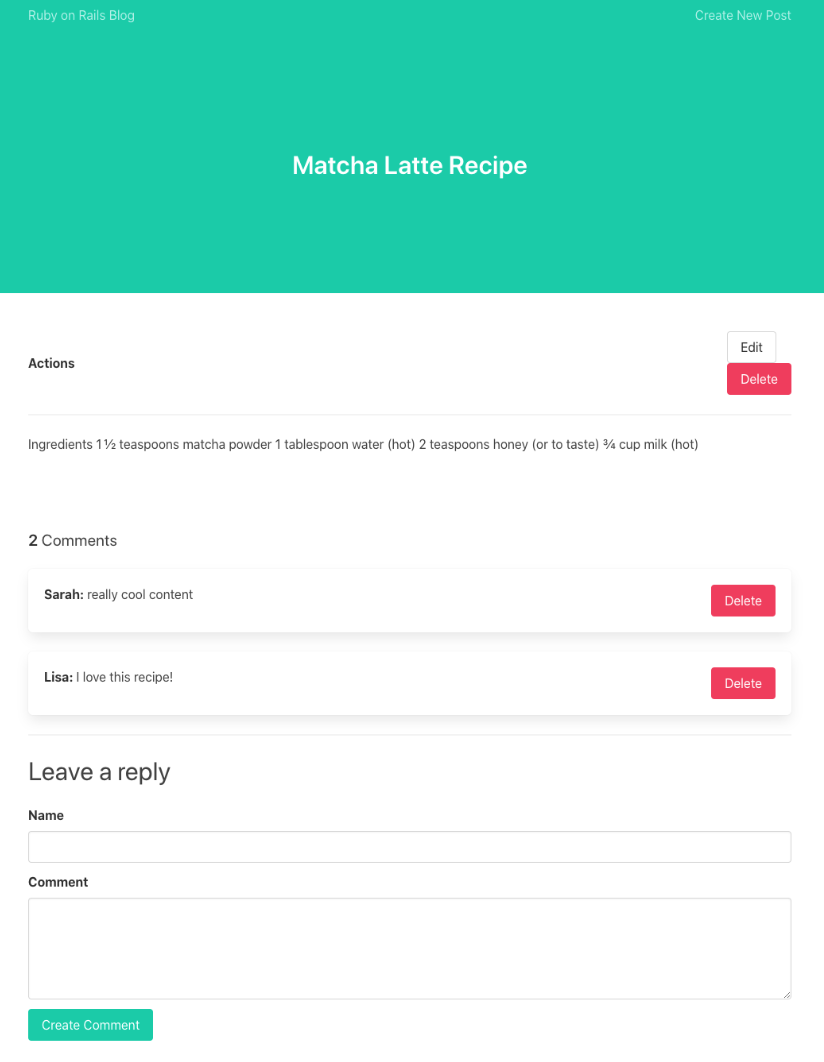 Ruby on Rails Blog
Create New Post
Matcha Latte Recipe
Actions
Edit
Delete
Ingredients 1 ½ teaspoons matcha powder 1 tablespoon water (hot) 2 teaspoons honey (or to taste) ¾ cup milk (hot)
2 Comments
Sarah: really cool content
Delete
Lisa: I love this recipe!
Delete
Leave a reply
Name
Comment
Create Comment